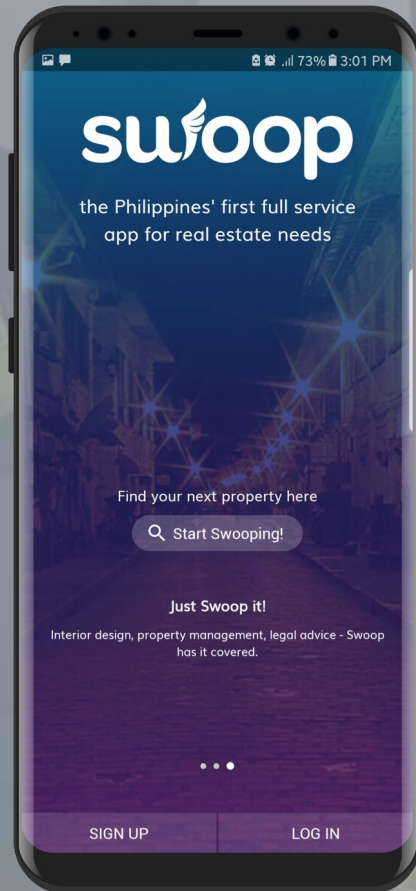 73% 3:01 PM
swoop
the Philippines' first full service
app for real estate needs
Find your next property here
Start Swooping!
Just Swoop it!
Interior design, property management, legal advice - Swoop
has it covered.
SIGN UP LOG IN